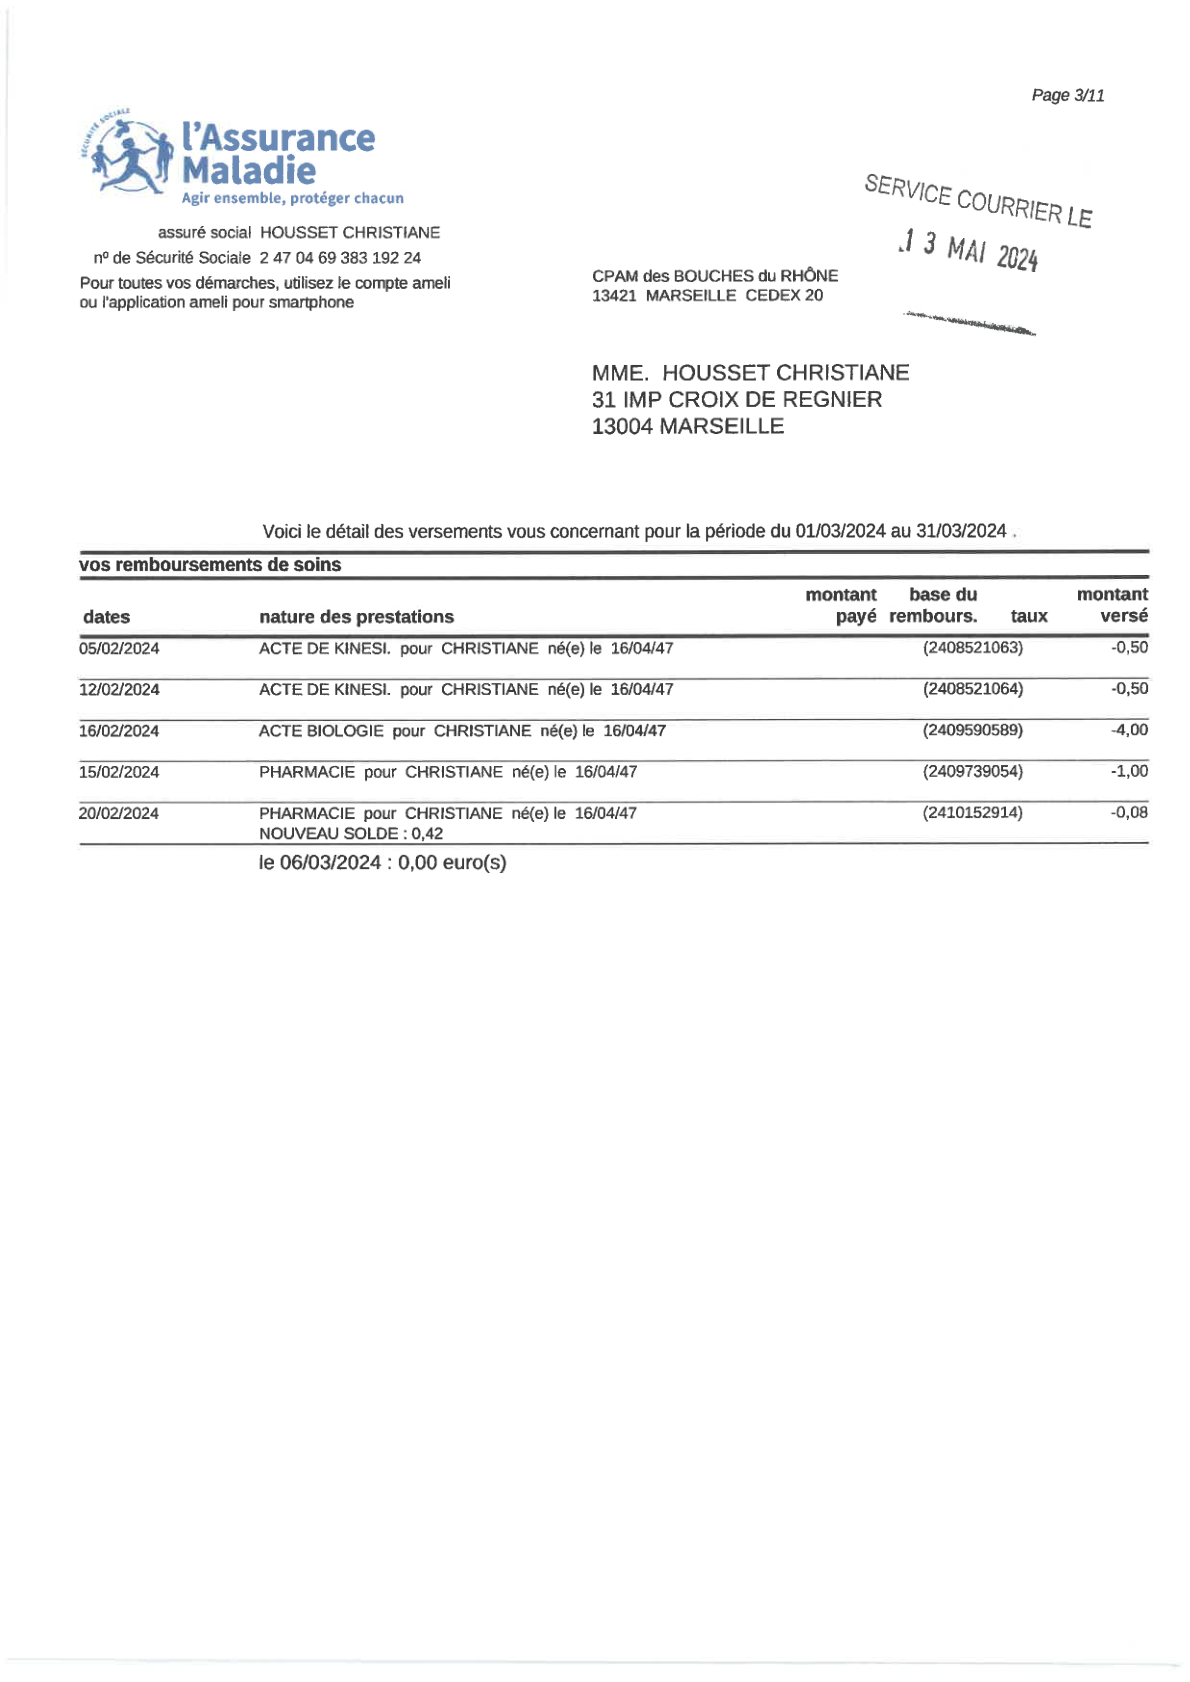 Page 3/11
SÉCURITÉ SOCIALE
l'Assurance
Maladie
Agir ensemble, protéger chacun
SERVICE COURRIER LE
13 MAI 2024
assuré social HOUSSET CHRISTIANE
nº de Sécurité Sociale 2 47 04 69 383 192 24
Pour toutes vos démarches, utilisez le compte ameli
ou l'application ameli pour smartphone
CPAM des BOUCHES du RHÔNE
13421 MARSEILLE CEDEX 20
MME. HOUSSET CHRISTIANE
31 IMP CROIX DE REGNIER
13004 MARSEILLE
Voici le détail des versements vous concernant pour la période du 01/03/2024 au 31/03/2024 .
vos remboursements de soins
dates nature des prestations montant payé base du rembours. taux montant versé
05/02/2024 ACTE DE KINESI. pour CHRISTIANE né(e) le 16/04/47 (2408521063) -0,50
12/02/2024 ACTE DE KINESI. pour CHRISTIANE né(e) le 16/04/47 (2408521064) -0,50
16/02/2024 ACTE BIOLOGIE pour CHRISTIANE né(e) le 16/04/47 (2409590589) -4,00
15/02/2024 PHARMACIE pour CHRISTIANE né(e) le 16/04/47 (2409739054) -1,00
20/02/2024 PHARMACIE pour CHRISTIANE né(e) le 16/04/47 (2410152914) -0,08
NOUVEAU SOLDE : 0,42
le 06/03/2024 : 0,00 euro(s)